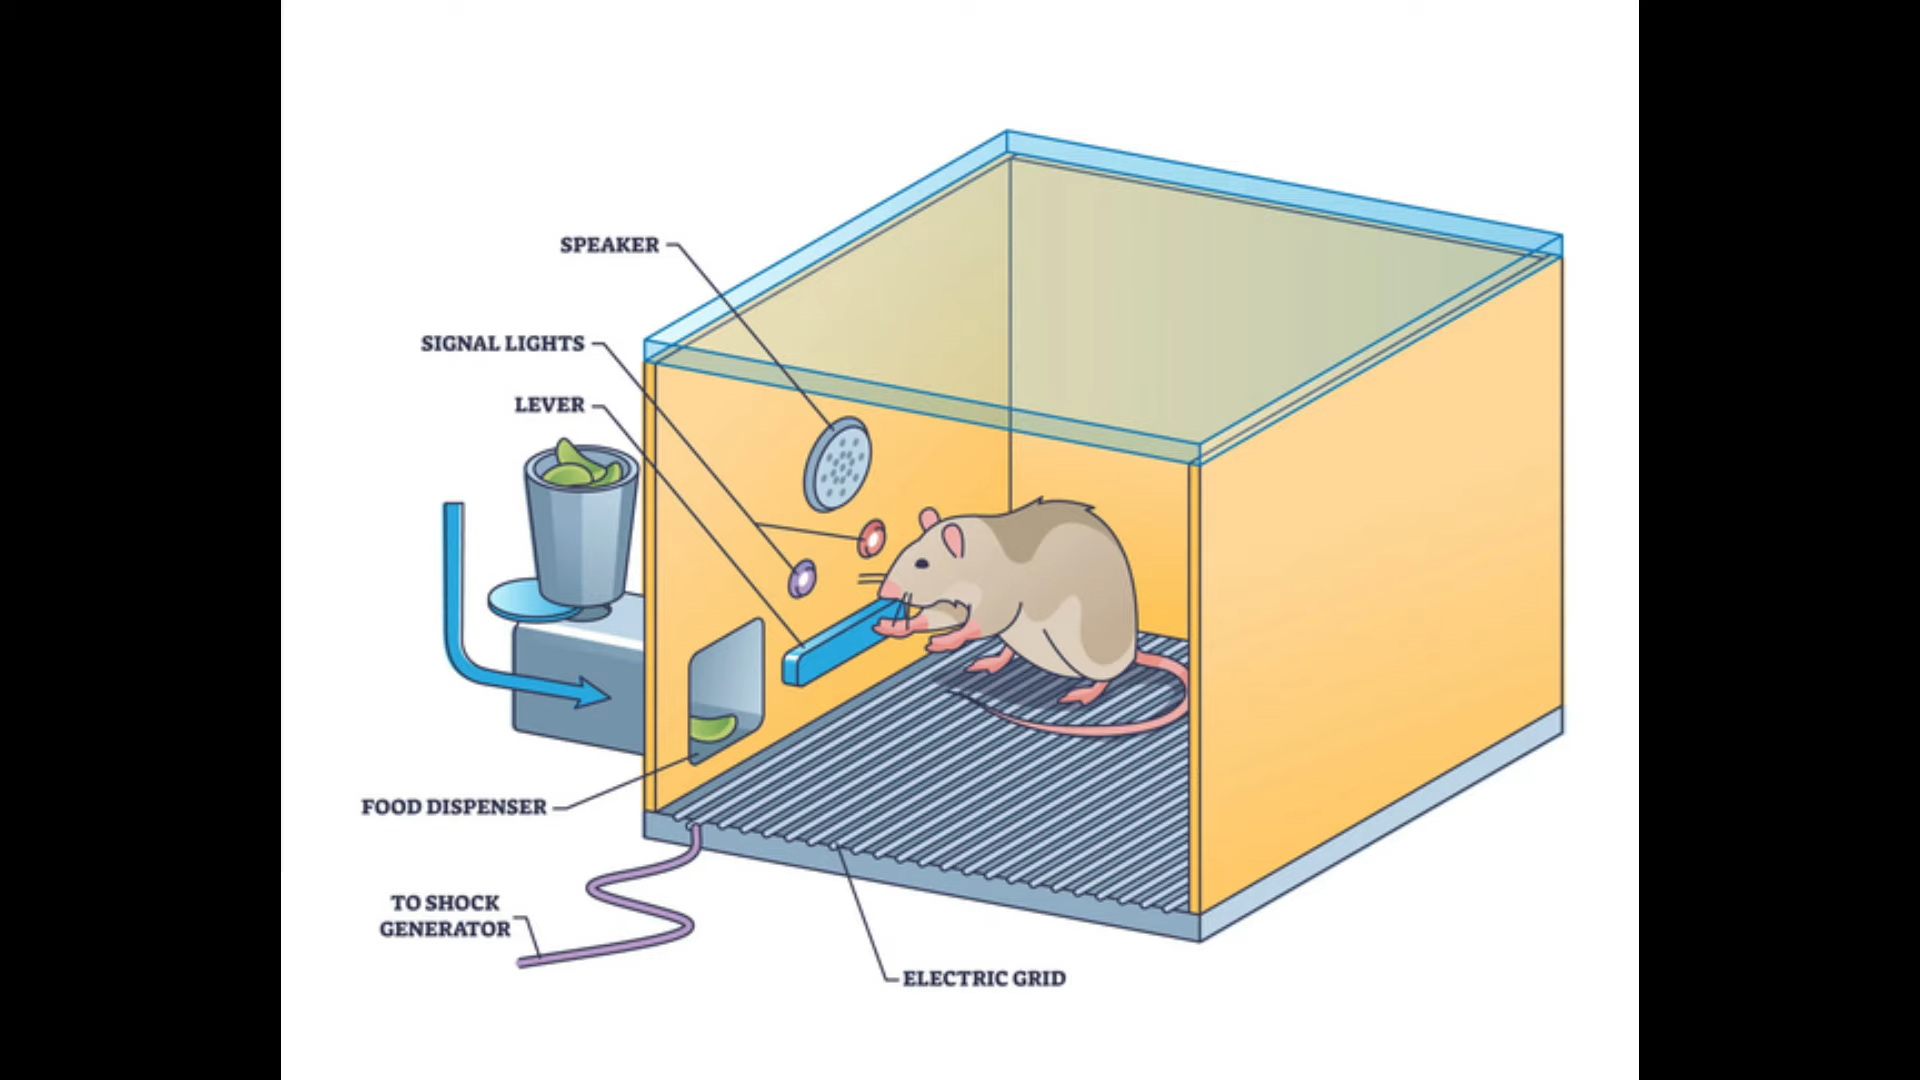 SPEAKER
SIGNAL LIGHTS
LEVER
FOOD DISPENSER
TO SHOCK
GENERATOR
ELECTRIC GRID